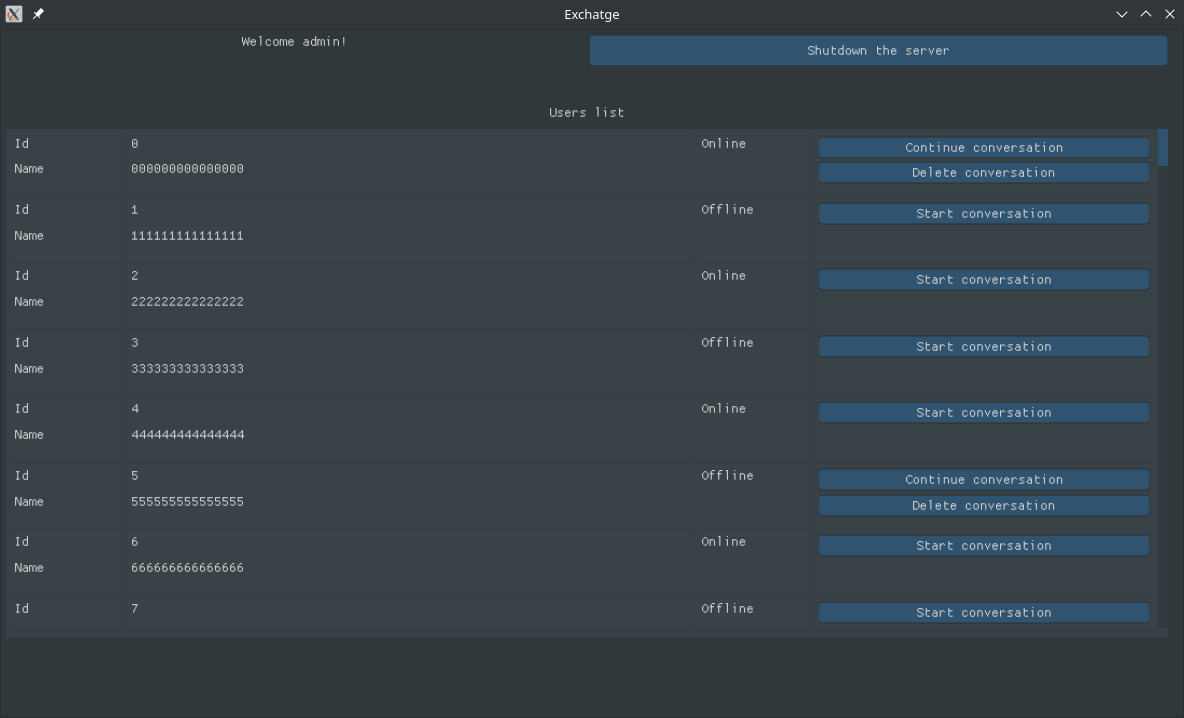 Exchatge
Welcome admin! Shutdown the server
Users list
Id 0 Online Continue conversation
Name 000000000000000 Delete conversation
Id 1 Offline Start conversation
Name 111111111111111
Id 2 Online Start conversation
Name 222222222222222
Id 3 Offline Start conversation
Name 333333333333333
Id 4 Online Start conversation
Name 444444444444444
Id 5 Offline Continue conversation
Name 555555555555555 Delete conversation
Id 6 Online Start conversation
Name 666666666666666
Id 7 Offline Start conversation